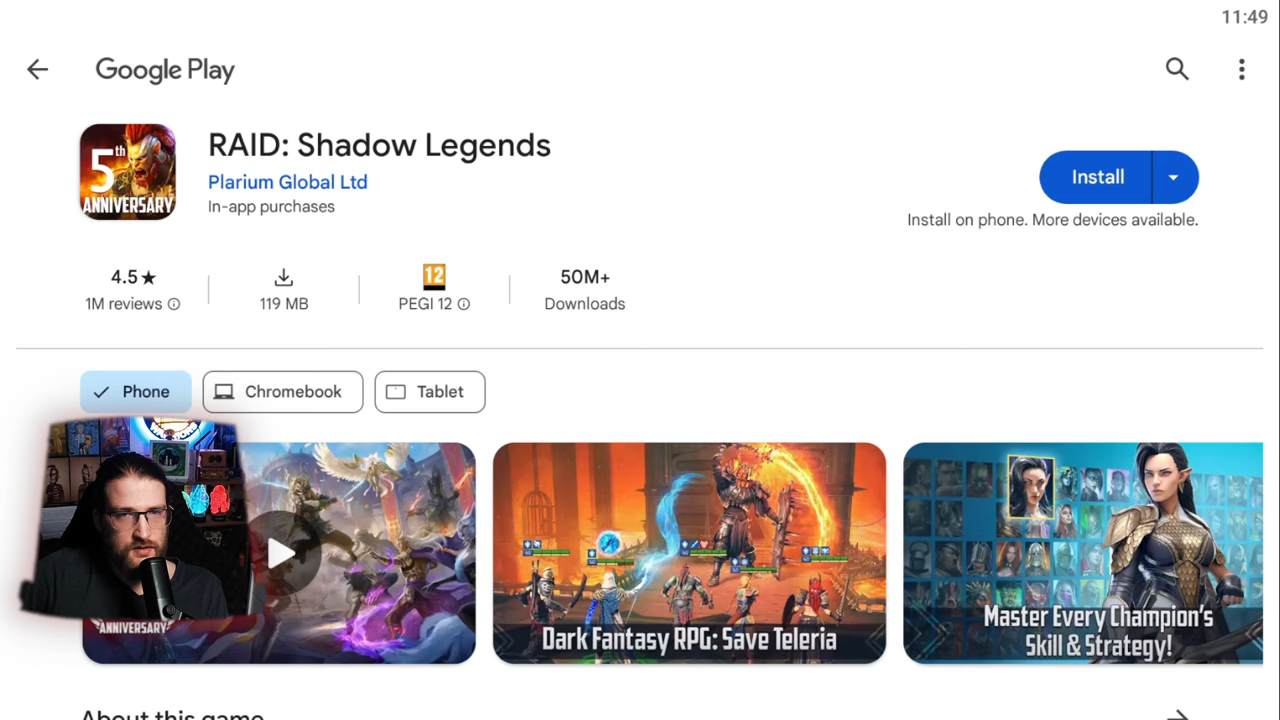 11:49
Google Play
5th
ANNIVERSARY
RAID: Shadow Legends
Plarium Global Ltd
In-app purchases
Install
Install on phone. More devices available.
4.5★
1M reviews
119 MB
12
PEGI 12
50M+
Downloads
Phone
Chromebook
Tablet
ANNIVERSARY
Dark Fantasy RPG: Save Teleria
Master Every Champion's
Skill & Strategy!
About this game